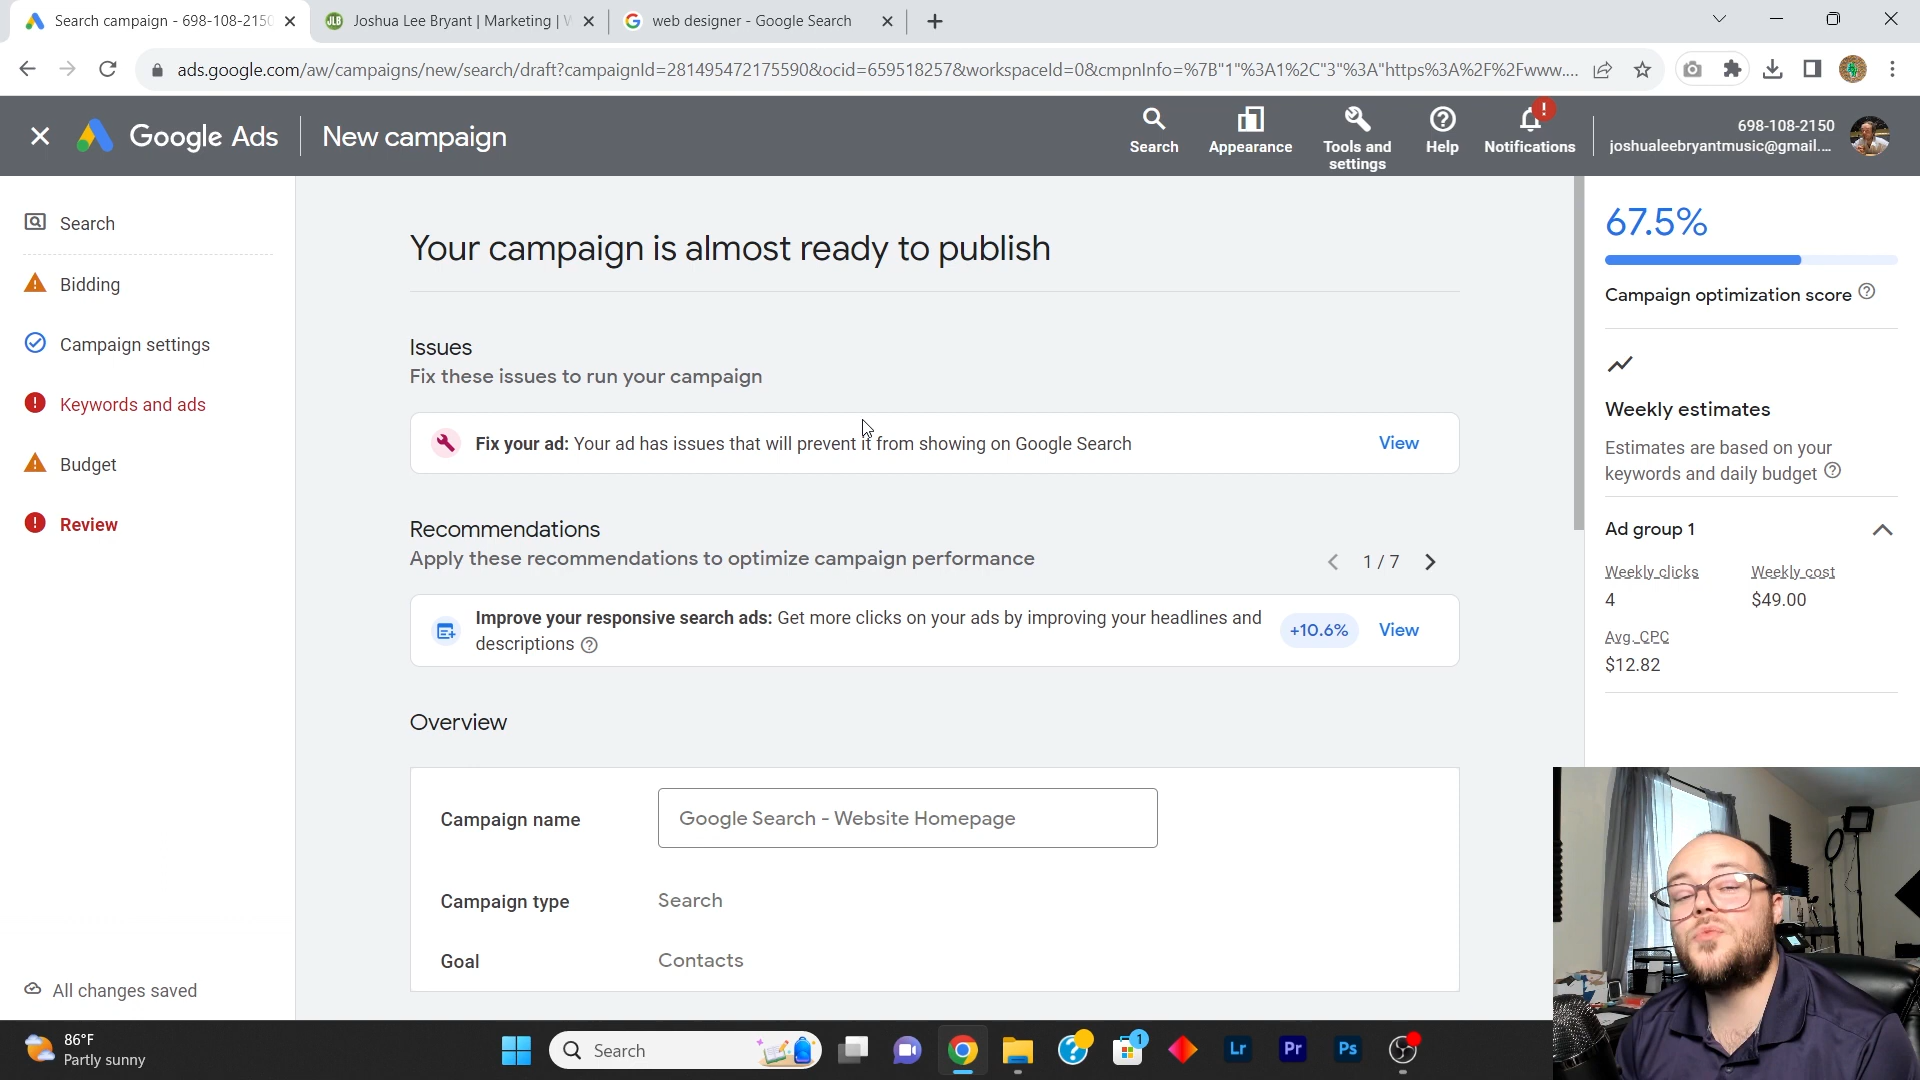 Search campaign - 698-108-2150
Joshua Lee Bryant | Marketing |
web designer - Google Search
ads.google.com/aw/campaigns/new/search/draft?campaignId=281495472175590&ocid=659518257&workspaceId=0&cmpnInfo=%7B"1"%3A1%2C"3"%3A"https%3A%2F%2Fwww....
Google Ads
New campaign
Search
Appearance
Tools and
settings
Help
Notifications
698-108-2150
joshualeebryantmusic@gmail....
Search
Bidding
Campaign settings
Keywords and ads
Budget
Review
All changes saved
Your campaign is almost ready to publish
Issues
Fix these issues to run your campaign
Fix your ad: Your ad has issues that will prevent it from showing on Google Search
View
Recommendations
Apply these recommendations to optimize campaign performance
1 / 7
Improve your responsive search ads: Get more clicks on your ads by improving your headlines and
descriptions
+10.6%
View
Overview
Campaign name
Google Search - Website Homepage
Campaign type
Search
Goal
Contacts
67.5%
Campaign optimization score
Weekly estimates
Estimates are based on your
keywords and daily budget
Ad group 1
Weekly clicks
Weekly cost
4
$49.00
Avg. CPC
$12.82
86°F
Partly sunny
Search
1
Lr
Pr
Ps